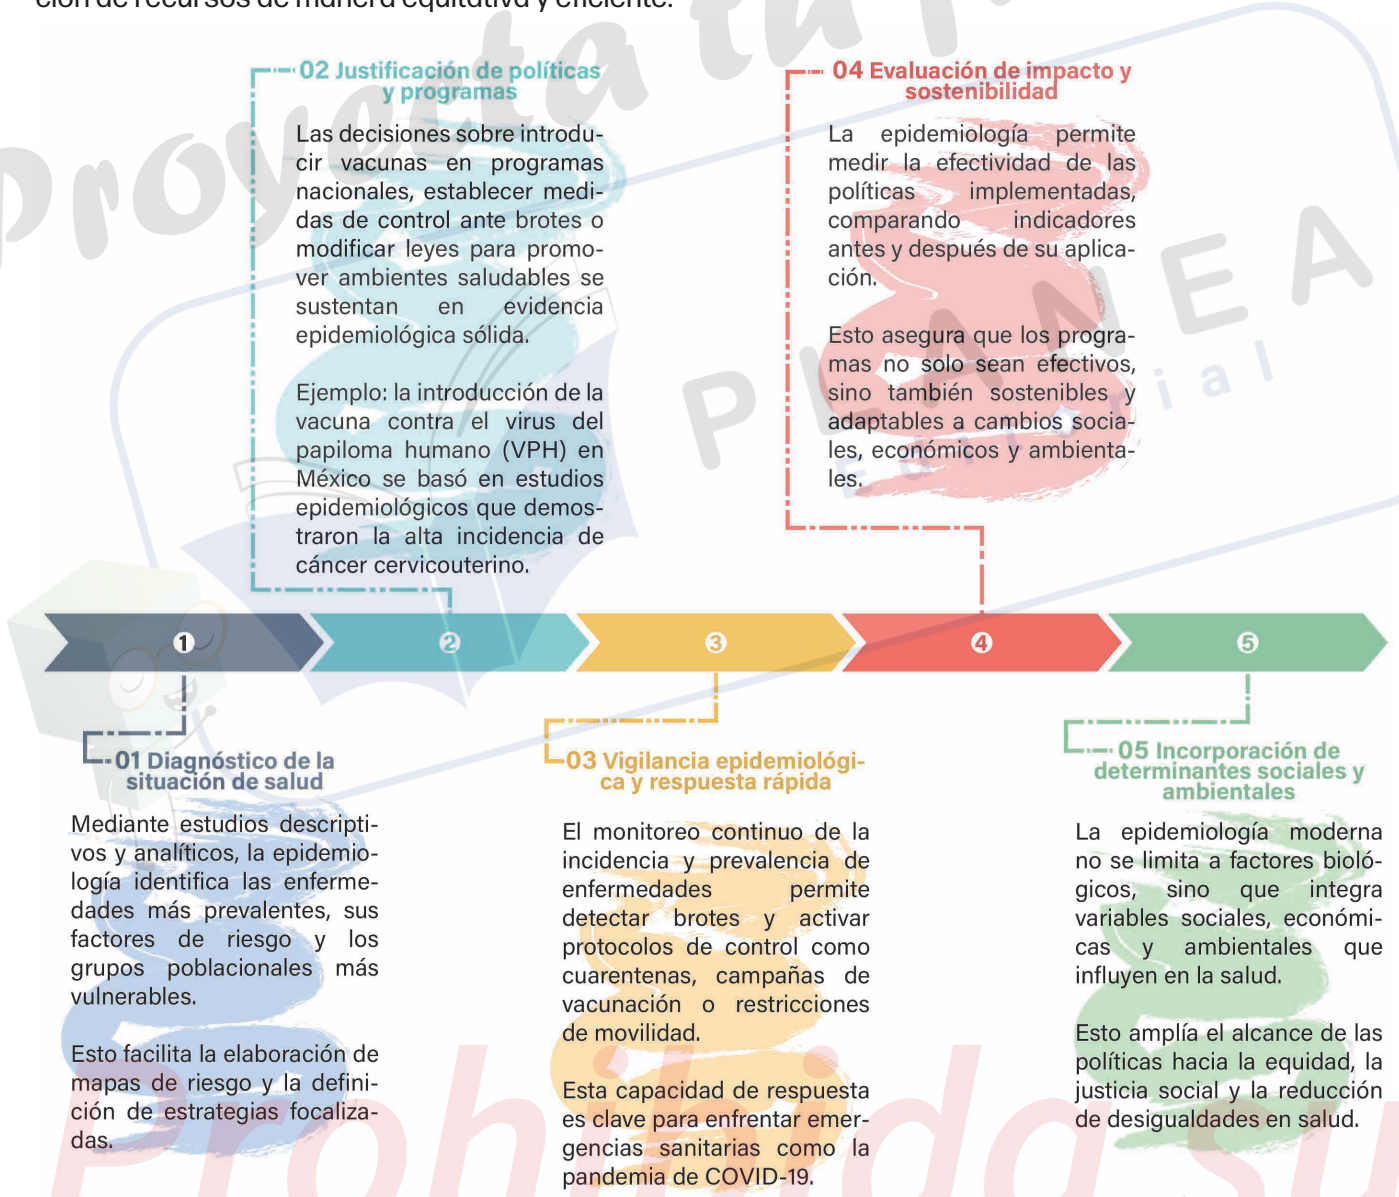 ción de recursos de manera equitativa y eficiente.
02 Justificación de políticas
y programas
Las decisiones sobre introdu-
cir vacunas en programas
nacionales, establecer medi-
das de control ante brotes o
modificar leyes para promo-
ver ambientes saludables se
sustentan en evidencia
epidemiológica sólida.
Ejemplo: la introducción de la
vacuna contra el virus del
papiloma humano (VPH) en
México se basó en estudios
epidemiológicos que demos-
traron la alta incidencia de
cáncer cervicouterino.
04 Evaluación de impacto y
sostenibilidad
La epidemiología permite
medir la efectividad de las
políticas implementadas,
comparando indicadores
antes y después de su aplica-
ción.
Esto asegura que los progra-
mas no solo sean efectivos,
sino también sostenibles y
adaptables a cambios socia-
les, económicos y ambienta-
les.
1
2
3
4
5
01 Diagnóstico de la
situación de salud
Mediante estudios descripti-
vos y analíticos, la epidemio-
logía identifica las enferme-
dades más prevalentes, sus
factores de riesgo y los
grupos poblacionales más
vulnerables.
Esto facilita la elaboración de
mapas de riesgo y la defini-
ción de estrategias focaliza-
das.
03 Vigilancia epidemiológi-
ca y respuesta rápida
El monitoreo continuo de la
incidencia y prevalencia de
enfermedades permite
detectar brotes y activar
protocolos de control como
cuarentenas, campañas de
vacunación o restricciones
de movilidad.
Esta capacidad de respuesta
es clave para enfrentar emer-
gencias sanitarias como la
pandemia de COVID-19.
05 Incorporación de
determinantes sociales y
ambientales
La epidemiología moderna
no se limita a factores bioló-
gicos, sino que integra
variables sociales, económi-
cas y ambientales que
influyen en la salud.
Esto amplía el alcance de las
políticas hacia la equidad, la
justicia social y la reducción
de desigualdades en salud.
Proyecta tu
PLANEA
Editorial
Prohibida su